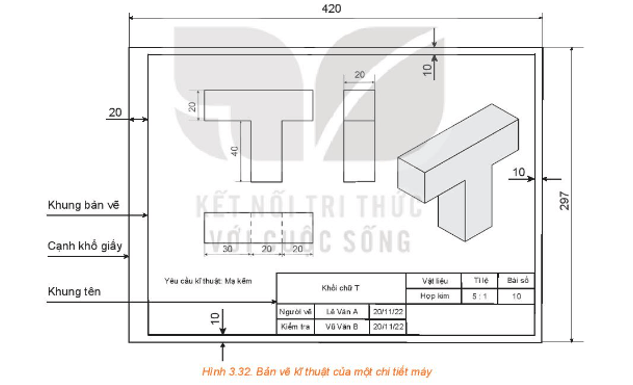 420
20
10
20
20
40
10
297
KẾT NỐI TRI THỨC
VỚI CUỘC SỐNG
Khung bản vẽ
Cạnh khổ giấy
Khung tên
30 20 20
Yêu cầu kĩ thuật: Mạ kẽm
Khối chữ T
Vật liệu Tỉ lệ Bài số
Hợp kim 5 : 1 10
Người vẽ Lê Văn A 20/11/22
Kiểm tra Vũ Văn B 20/11/22
10
Hình 3.32. Bản vẽ kĩ thuật của một chi tiết máy